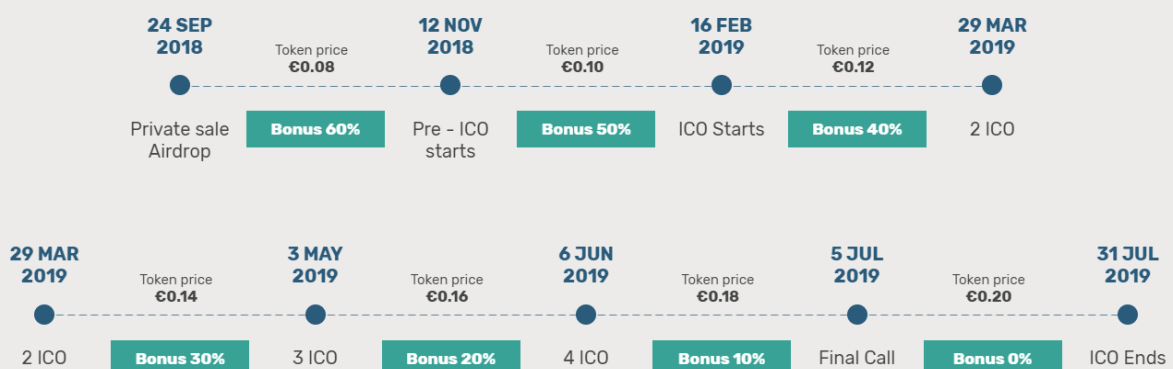 24 SEP
2018
Token price
€0.08
12 NOV
2018
Token price
€0.10
16 FEB
2019
Token price
€0.12
29 MAR
2019
Private sale
Airdrop
Bonus 60%
Pre - ICO
starts
Bonus 50%
ICO Starts
Bonus 40%
2 ICO
29 MAR
2019
Token price
€0.14
3 MAY
2019
Token price
€0.16
6 JUN
2019
Token price
€0.18
5 JUL
2019
Token price
€0.20
31 JUL
2019
2 ICO
Bonus 30%
3 ICO
Bonus 20%
4 ICO
Bonus 10%
Final Call
Bonus 0%
ICO Ends